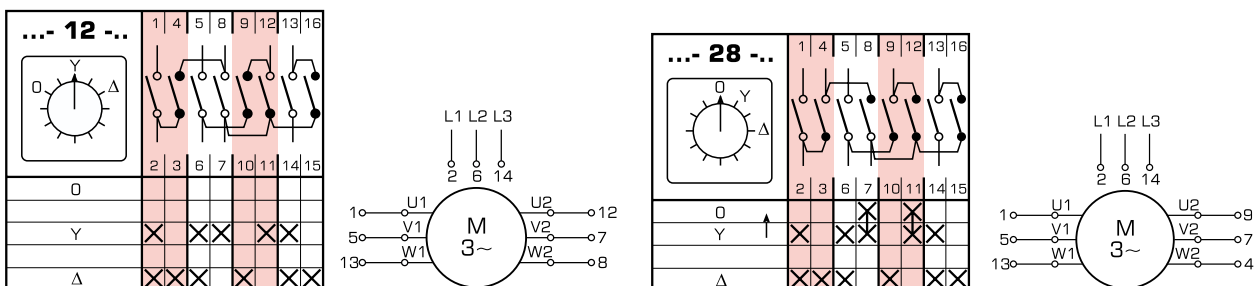 ...- 12 -..
1 4 5 8 9 12 13 16
0 Y Δ
2 3 6 7 10 11 14 15
0
Y X X X X X
Δ X X X X X X
L1 L2 L3
2 6 14
1 U1 U2 12
5 V1 M V2 7
13 W1 3~ W2 8
...- 28 -..
1 4 5 8 9 12 13 16
0 Y Δ
2 3 6 7 10 11 14 15
0 X X
Y X X X X X
Δ X X X X X X
L1 L2 L3
2 6 14
1 U1 U2 9
5 V1 M V2 7
13 W1 3~ W2 4